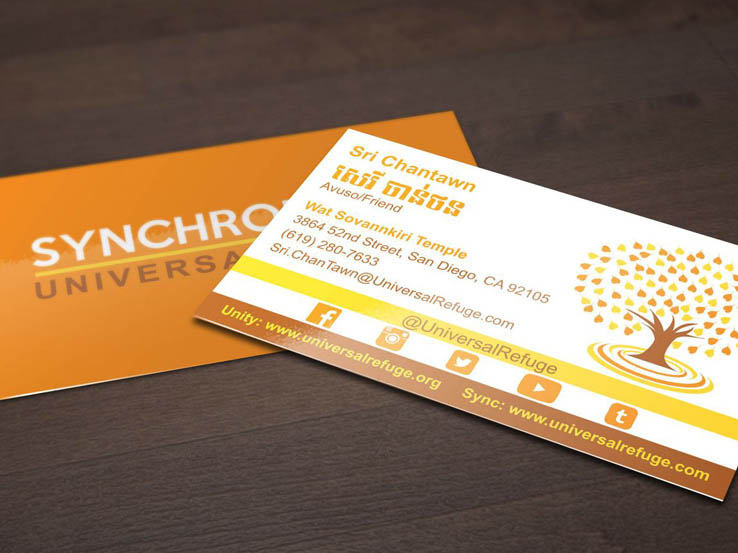 SYNCHRO
UNIVERSA
Sri Chantawn
សែរី ចាន់ថន
Avuso/Friend
Wat Sovannkiri Temple
3864 52nd Street, San Diego, CA 92105
(619) 280-7633
Sri.ChanTawn@UniversalRefuge.com
@UniversalRefuge
Unity: www.universalrefuge.org Sync: www.universalrefuge.com